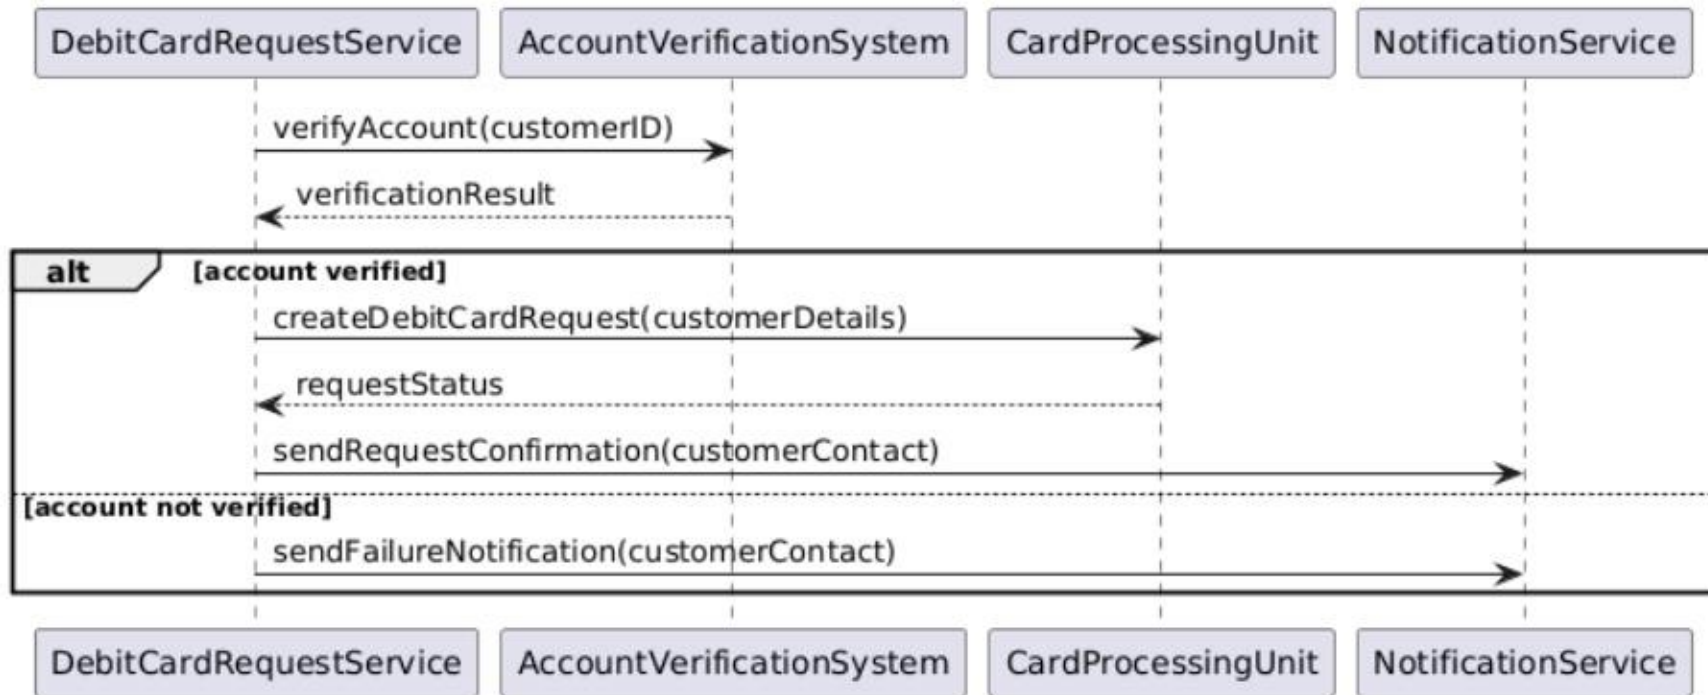 DebitCardRequestService AccountVerificationSystem CardProcessingUnit NotificationService
verifyAccount(customerID)
verificationResult
alt [account verified]
createDebitCardRequest(customerDetails)
requestStatus
sendRequestConfirmation(customerContact)
[account not verified]
sendFailureNotification(customerContact)
DebitCardRequestService AccountVerificationSystem CardProcessingUnit NotificationService